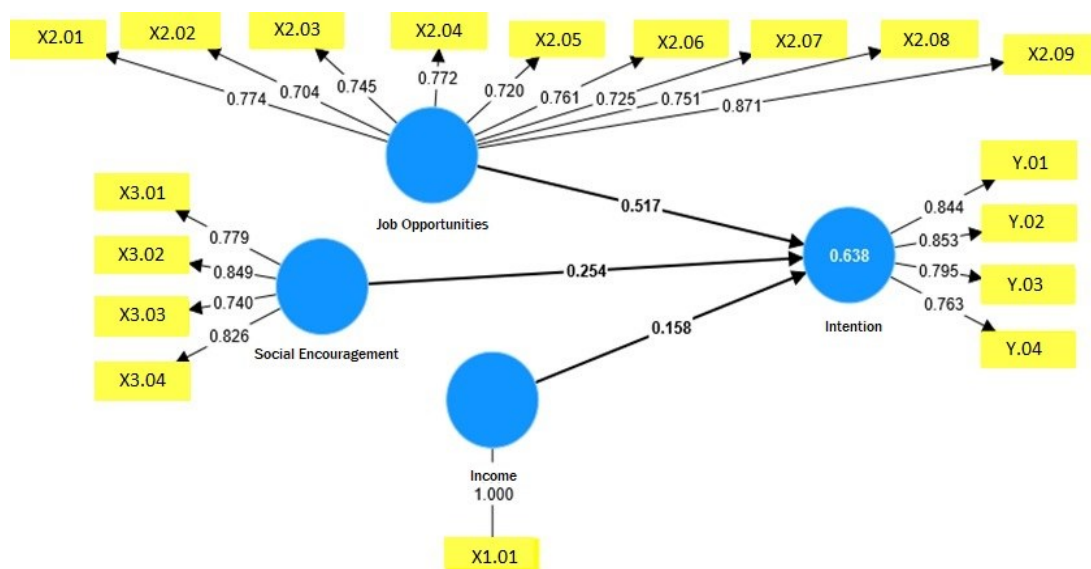 X2.01
X2.02
X2.03
X2.04
X2.05
X2.06
X2.07
X2.08
X2.09
0.774
0.704
0.745
0.772
0.720
0.761
0.725
0.751
0.871
Job Opportunities
X3.01
X3.02
X3.03
X3.04
0.779
0.849
0.740
0.826
Social Encouragement
0.517
0.254
0.158
0.638
Intention
0.844
0.853
0.795
0.763
Y.01
Y.02
Y.03
Y.04
Income
1.000
X1.01